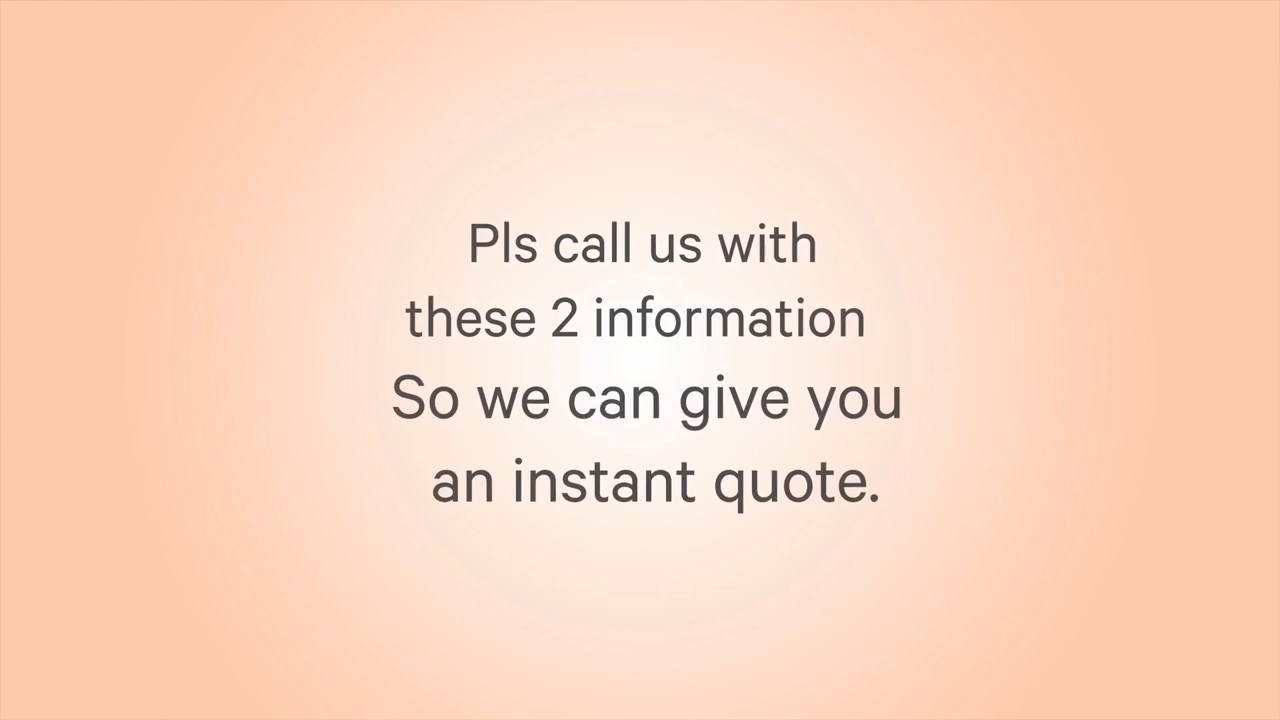 Pls call us with
these 2 information
So we can give you
an instant quote.